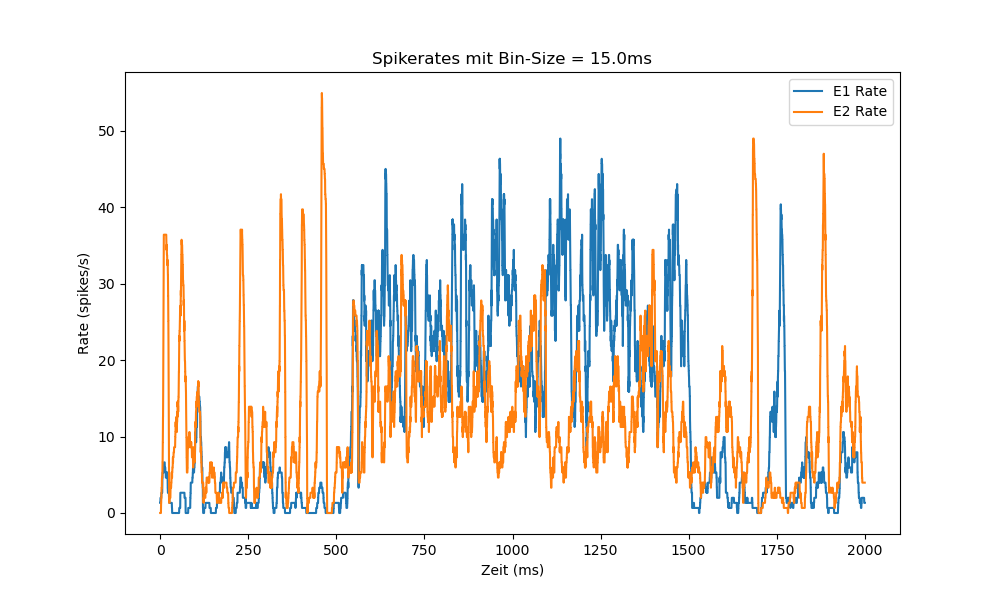 Spikerates mit Bin-Size = 15.0ms
E1 Rate
E2 Rate
Rate (spikes/s)
50
40
30
20
10
0
0 250 500 750 1000 1250 1500 1750 2000
Zeit (ms)